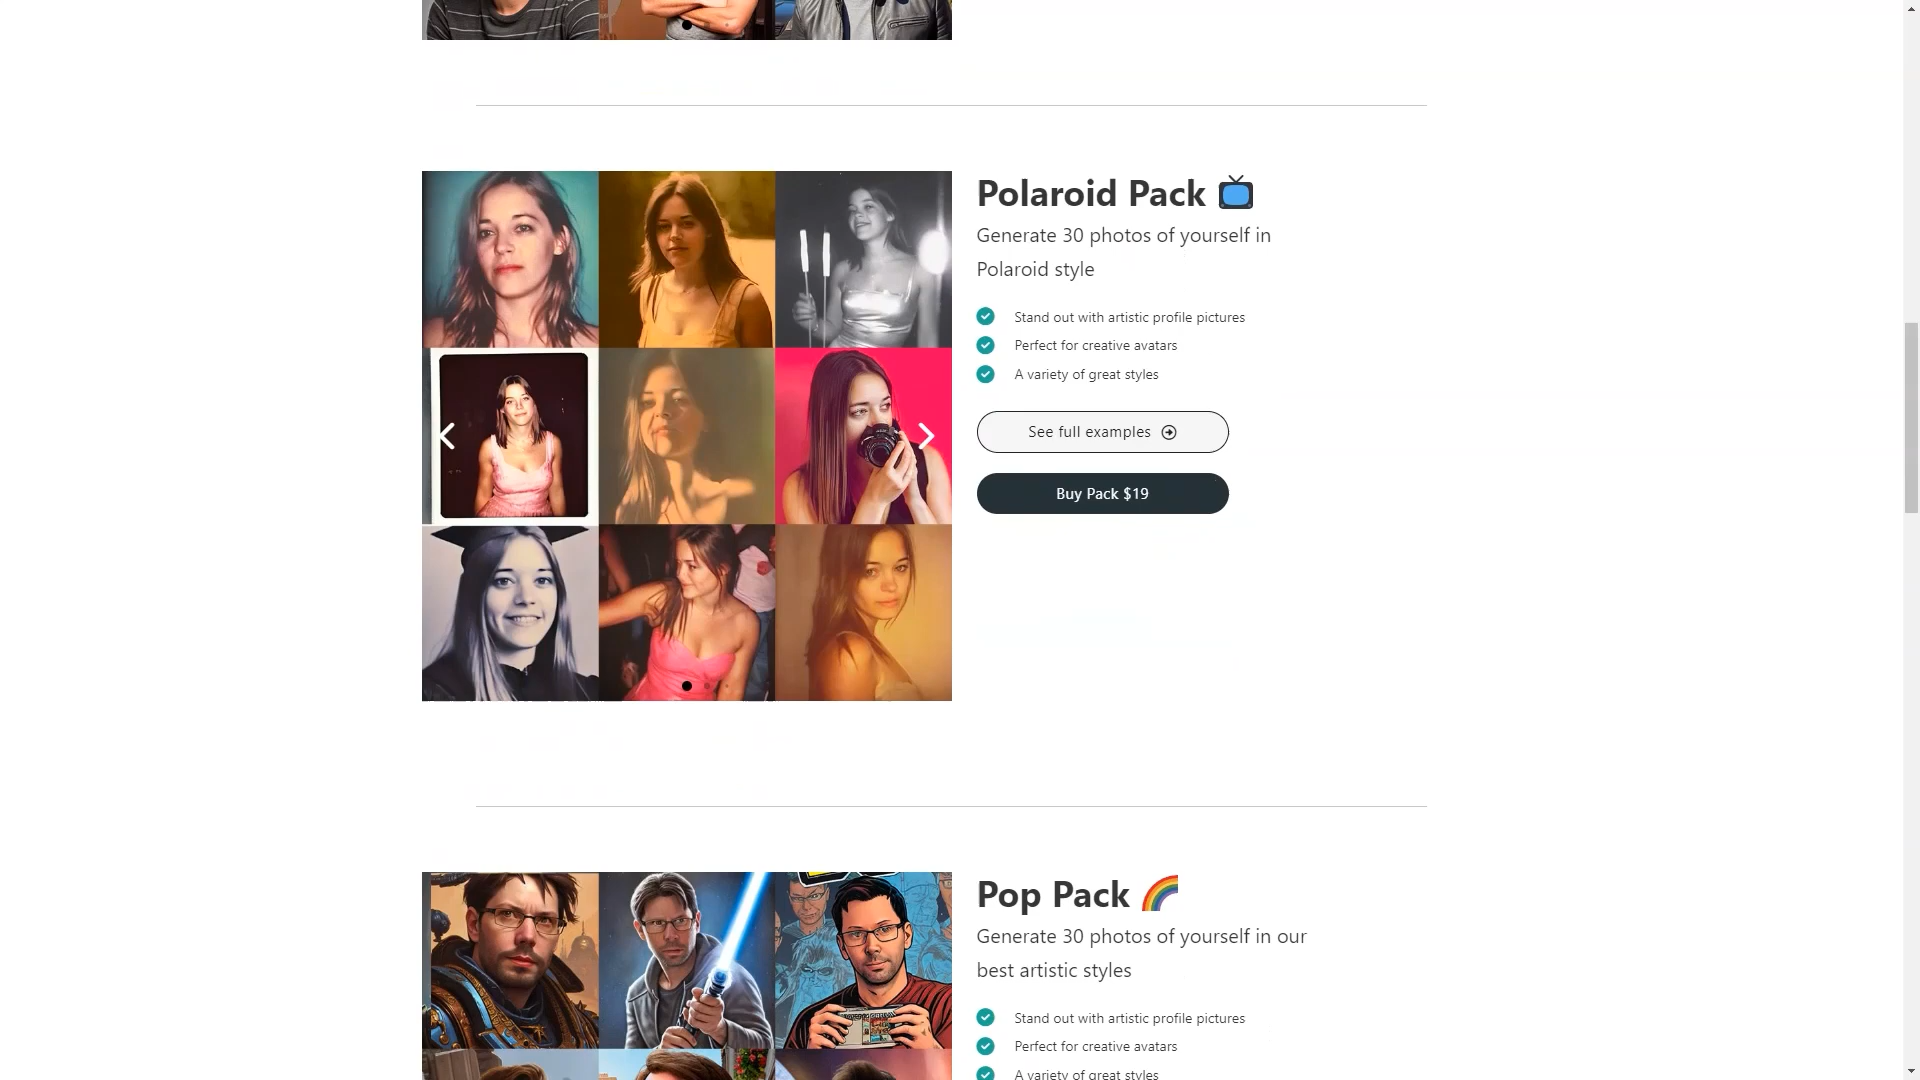 Polaroid Pack
Generate 30 photos of yourself in
Polaroid style
Stand out with artistic profile pictures
Perfect for creative avatars
A variety of great styles
See full examples
Buy Pack $19
Pop Pack
Generate 30 photos of yourself in our
best artistic styles
Stand out with artistic profile pictures
Perfect for creative avatars
A variety of great styles